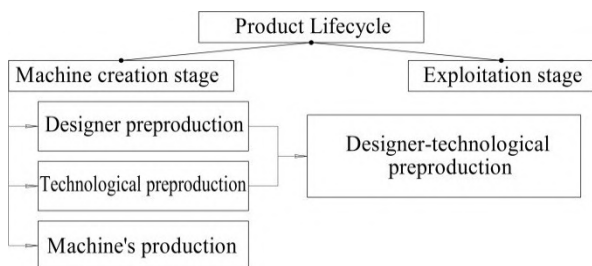 Product Lifecycle
Machine creation stage
Exploitation stage
Designer preproduction
Technological preproduction
Machine's production
Designer-technological
preproduction